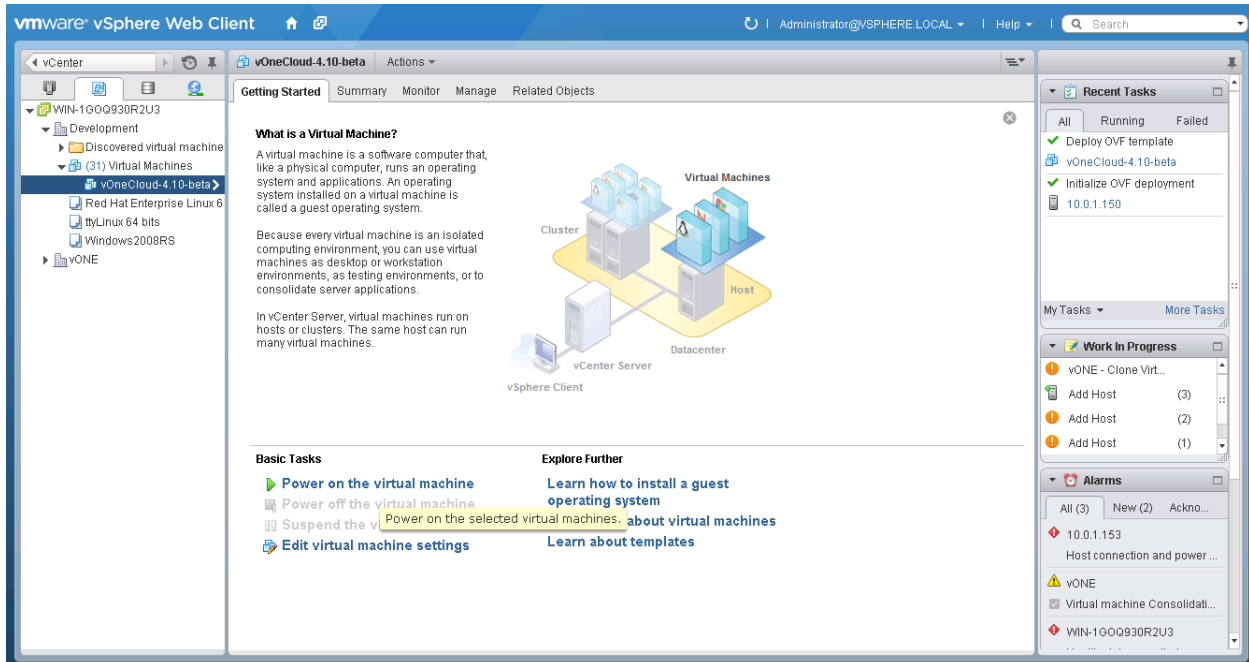 vmware® vSphere Web Client
Administrator@VSPHERE.LOCAL
Help
Search
vCenter
WIN-1GOQ930R2U3
Development
Discovered virtual machine
(31) Virtual Machines
vOneCloud-4.10-beta
Red Hat Enterprise Linux 6
ttyLinux 64 bits
Windows2008RS
vONE
vOneCloud-4.10-beta Actions
Getting Started Summary Monitor Manage Related Objects
What is a Virtual Machine?
A virtual machine is a software computer that,
like a physical computer, runs an operating
system and applications. An operating
system installed on a virtual machine is
called a guest operating system.
Because every virtual machine is an isolated
computing environment, you can use virtual
machines as desktop or workstation
environments, as testing environments, or to
consolidate server applications.
In vCenter Server, virtual machines run on
hosts or clusters. The same host can run
many virtual machines.
Virtual Machines
Cluster
Host
Datacenter
vCenter Server
vSphere Client
Basic Tasks
Power on the virtual machine
Power off the virtual machine
Suspend the v
Power on the selected virtual machines.
Edit virtual machine settings
Explore Further
Learn how to install a guest
operating system
about virtual machines
Learn about templates
Recent Tasks
All Running Failed
Deploy OVF template
vOneCloud-4.10-beta
Initialize OVF deployment
10.0.1.150
My Tasks More Tasks
Work In Progress
vONE - Clone Virt...
Add Host (3)
Add Host (2)
Add Host (1)
Alarms
All (3) New (2) Ackno...
10.0.1.153
Host connection and power ...
vONE
Virtual machine Consolidati...
WIN-1GOQ930R2U3